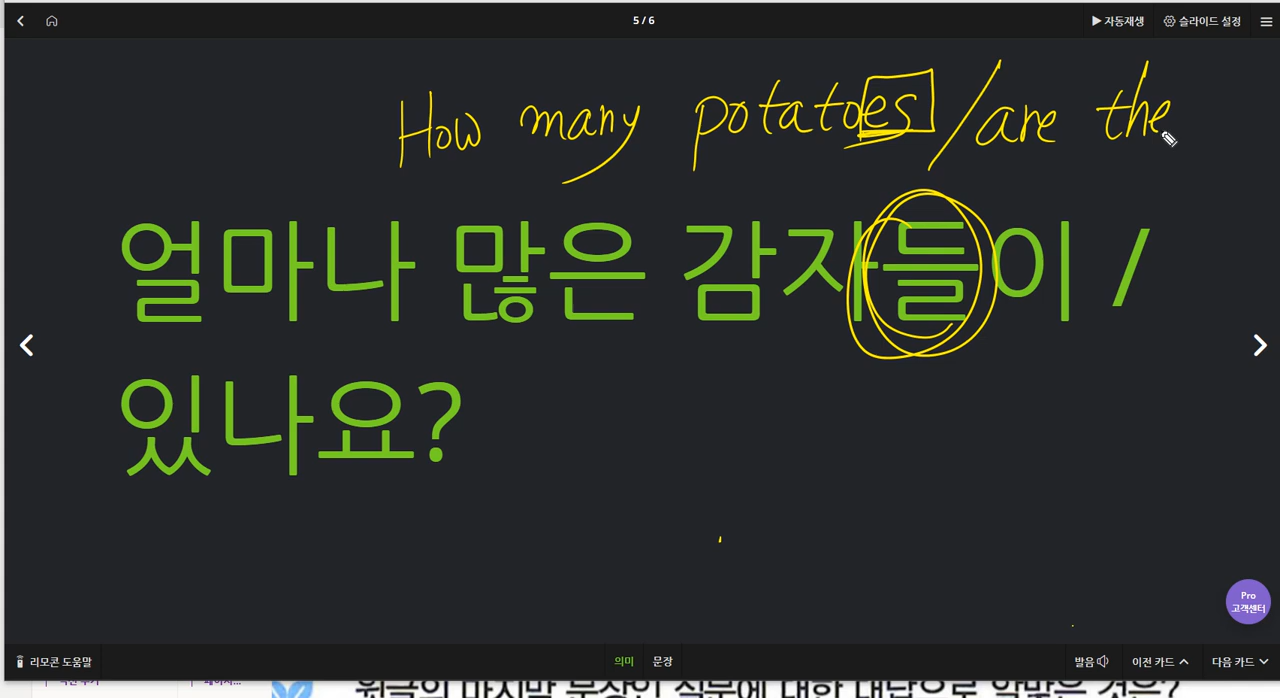 5 / 6
자동재생
슬라이드 설정
How many potatoes / are the
얼마나 많은 감자들이 /
있나요?
Pro
고객센터
리모콘 도움말
의미
문장
발음
이전 카드
다음 카드